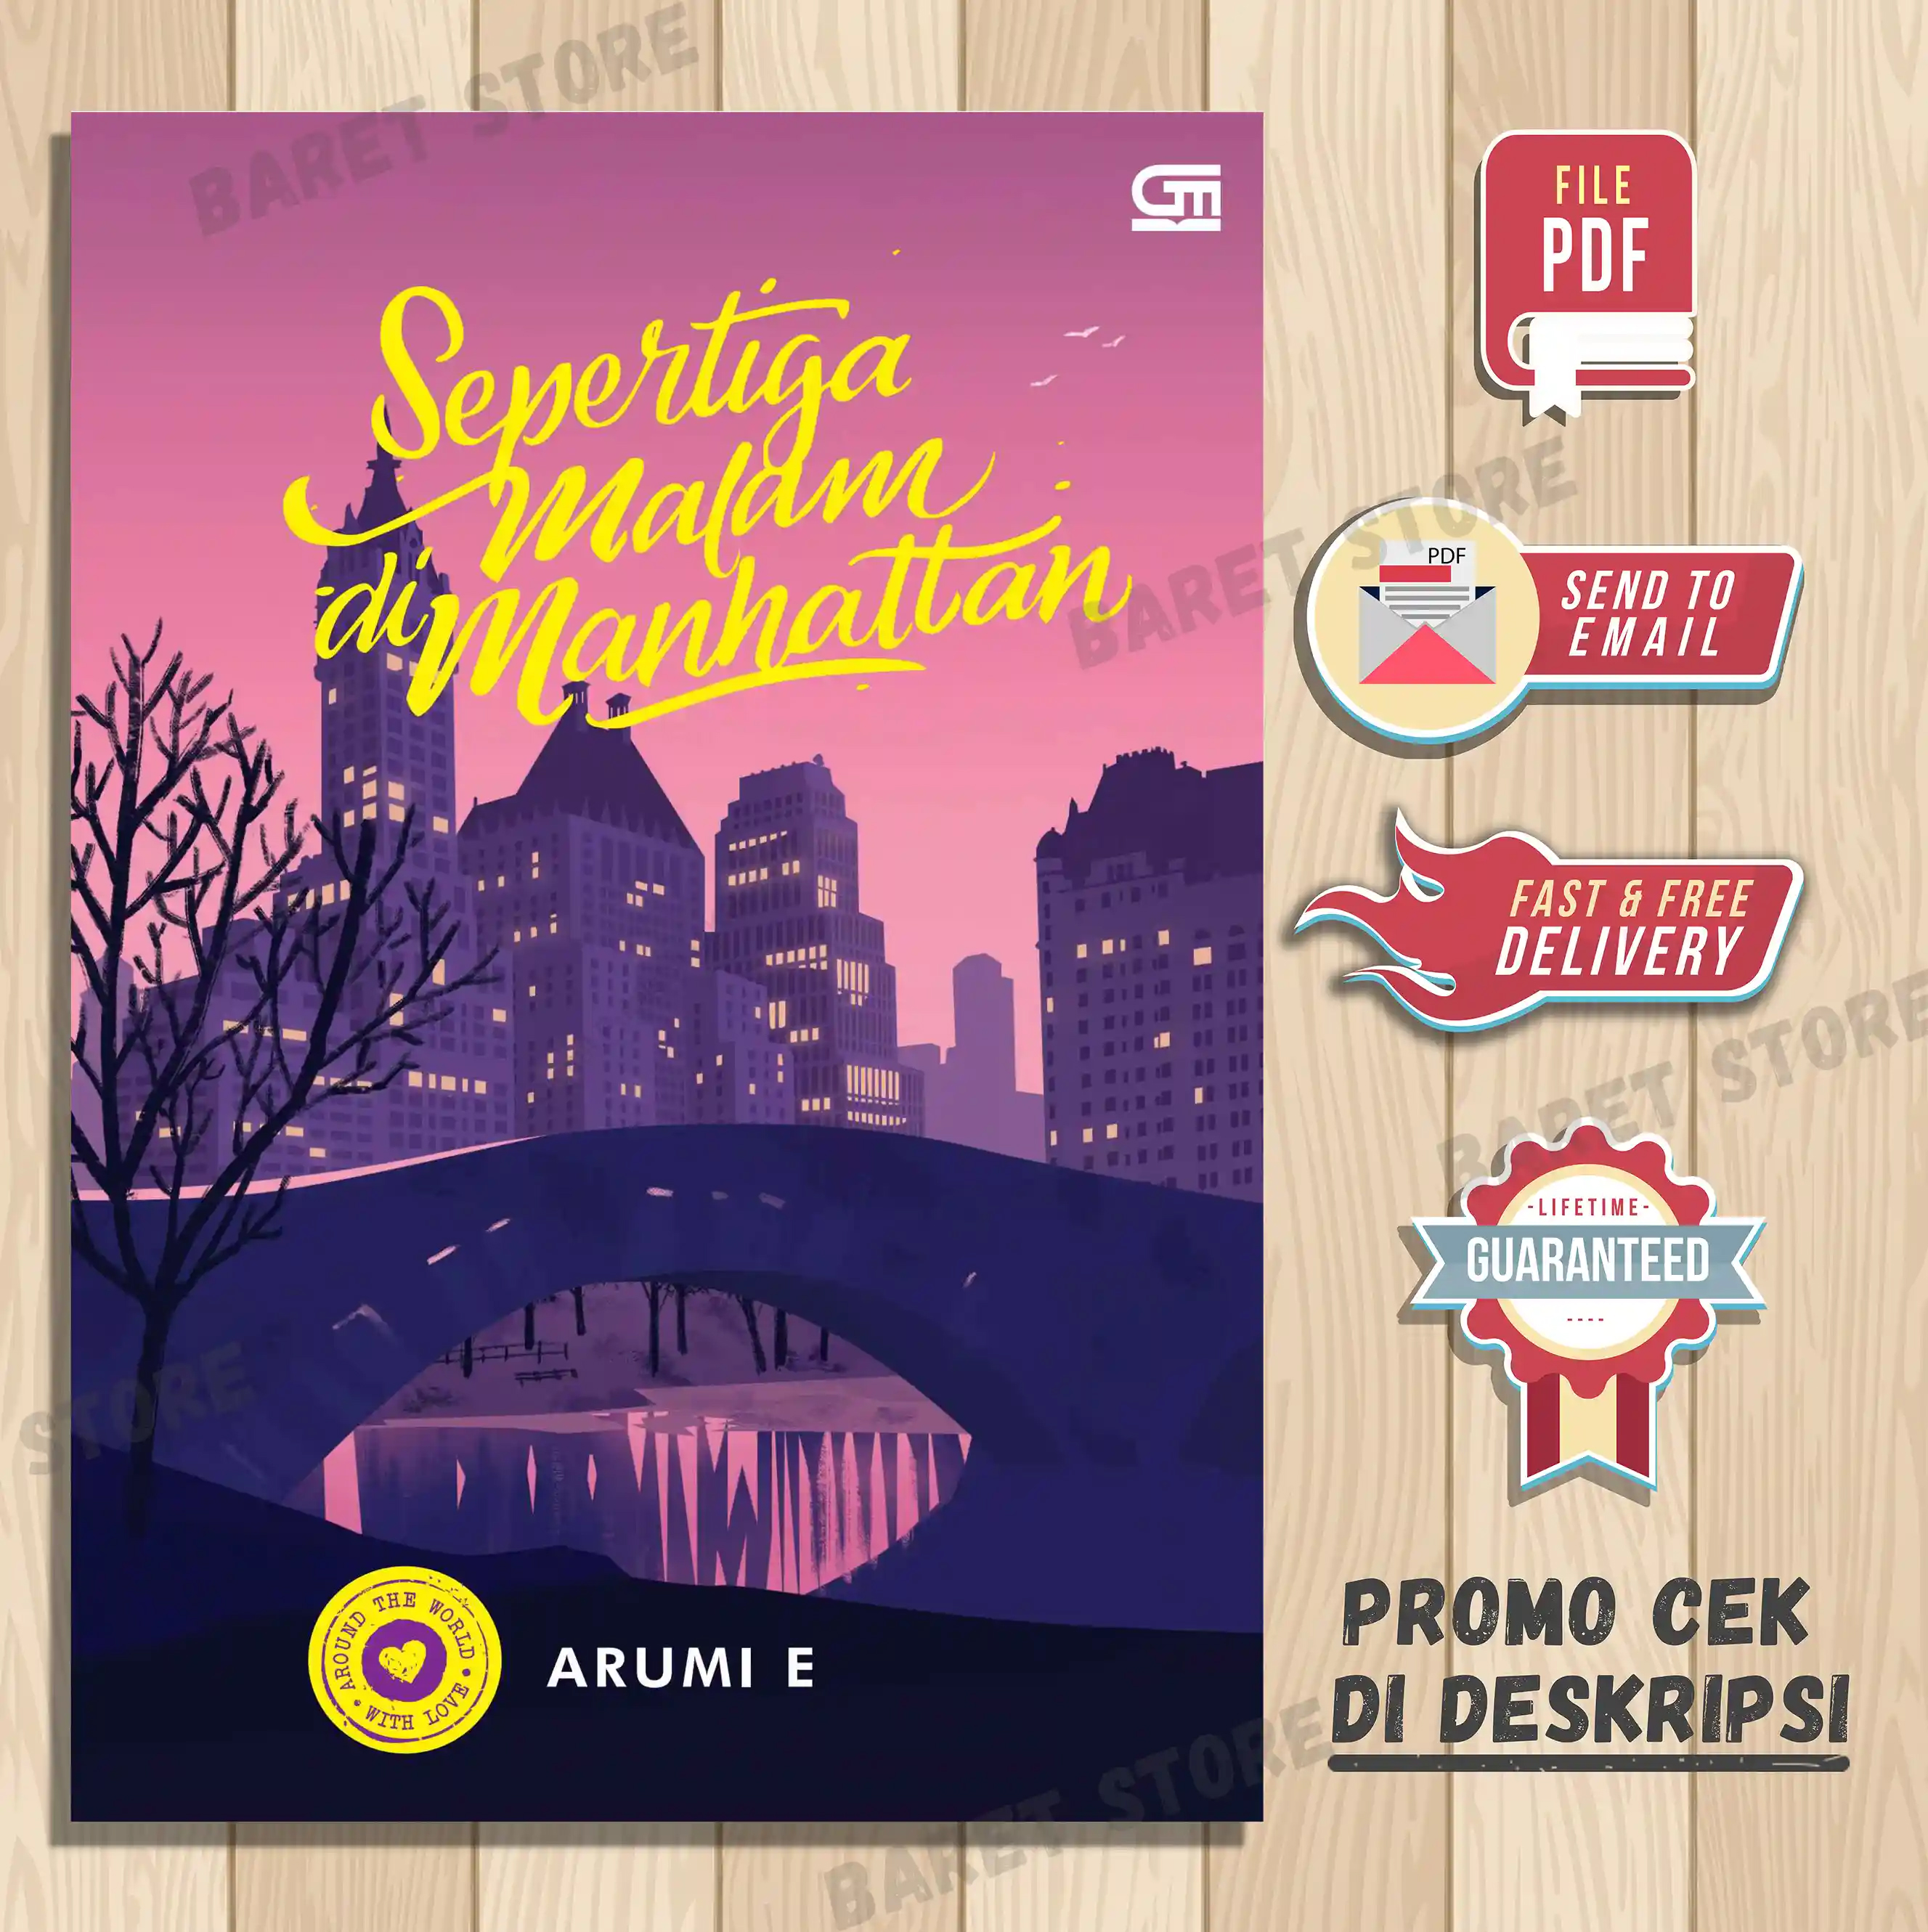 BARET STORE
GM
Sepertiga
Malam
di Manhattan
AROUND THE WORLD
• WITH LOVE •
ARUMI E
FILE
PDF
PDF
SEND TO
EMAIL
FAST & FREE
DELIVERY
-LIFETIME-
GUARANTEED
----
PROMO CEK
DI DESKRIPSI
BARET STORE
BARET STORE
STORE
BARET STORE